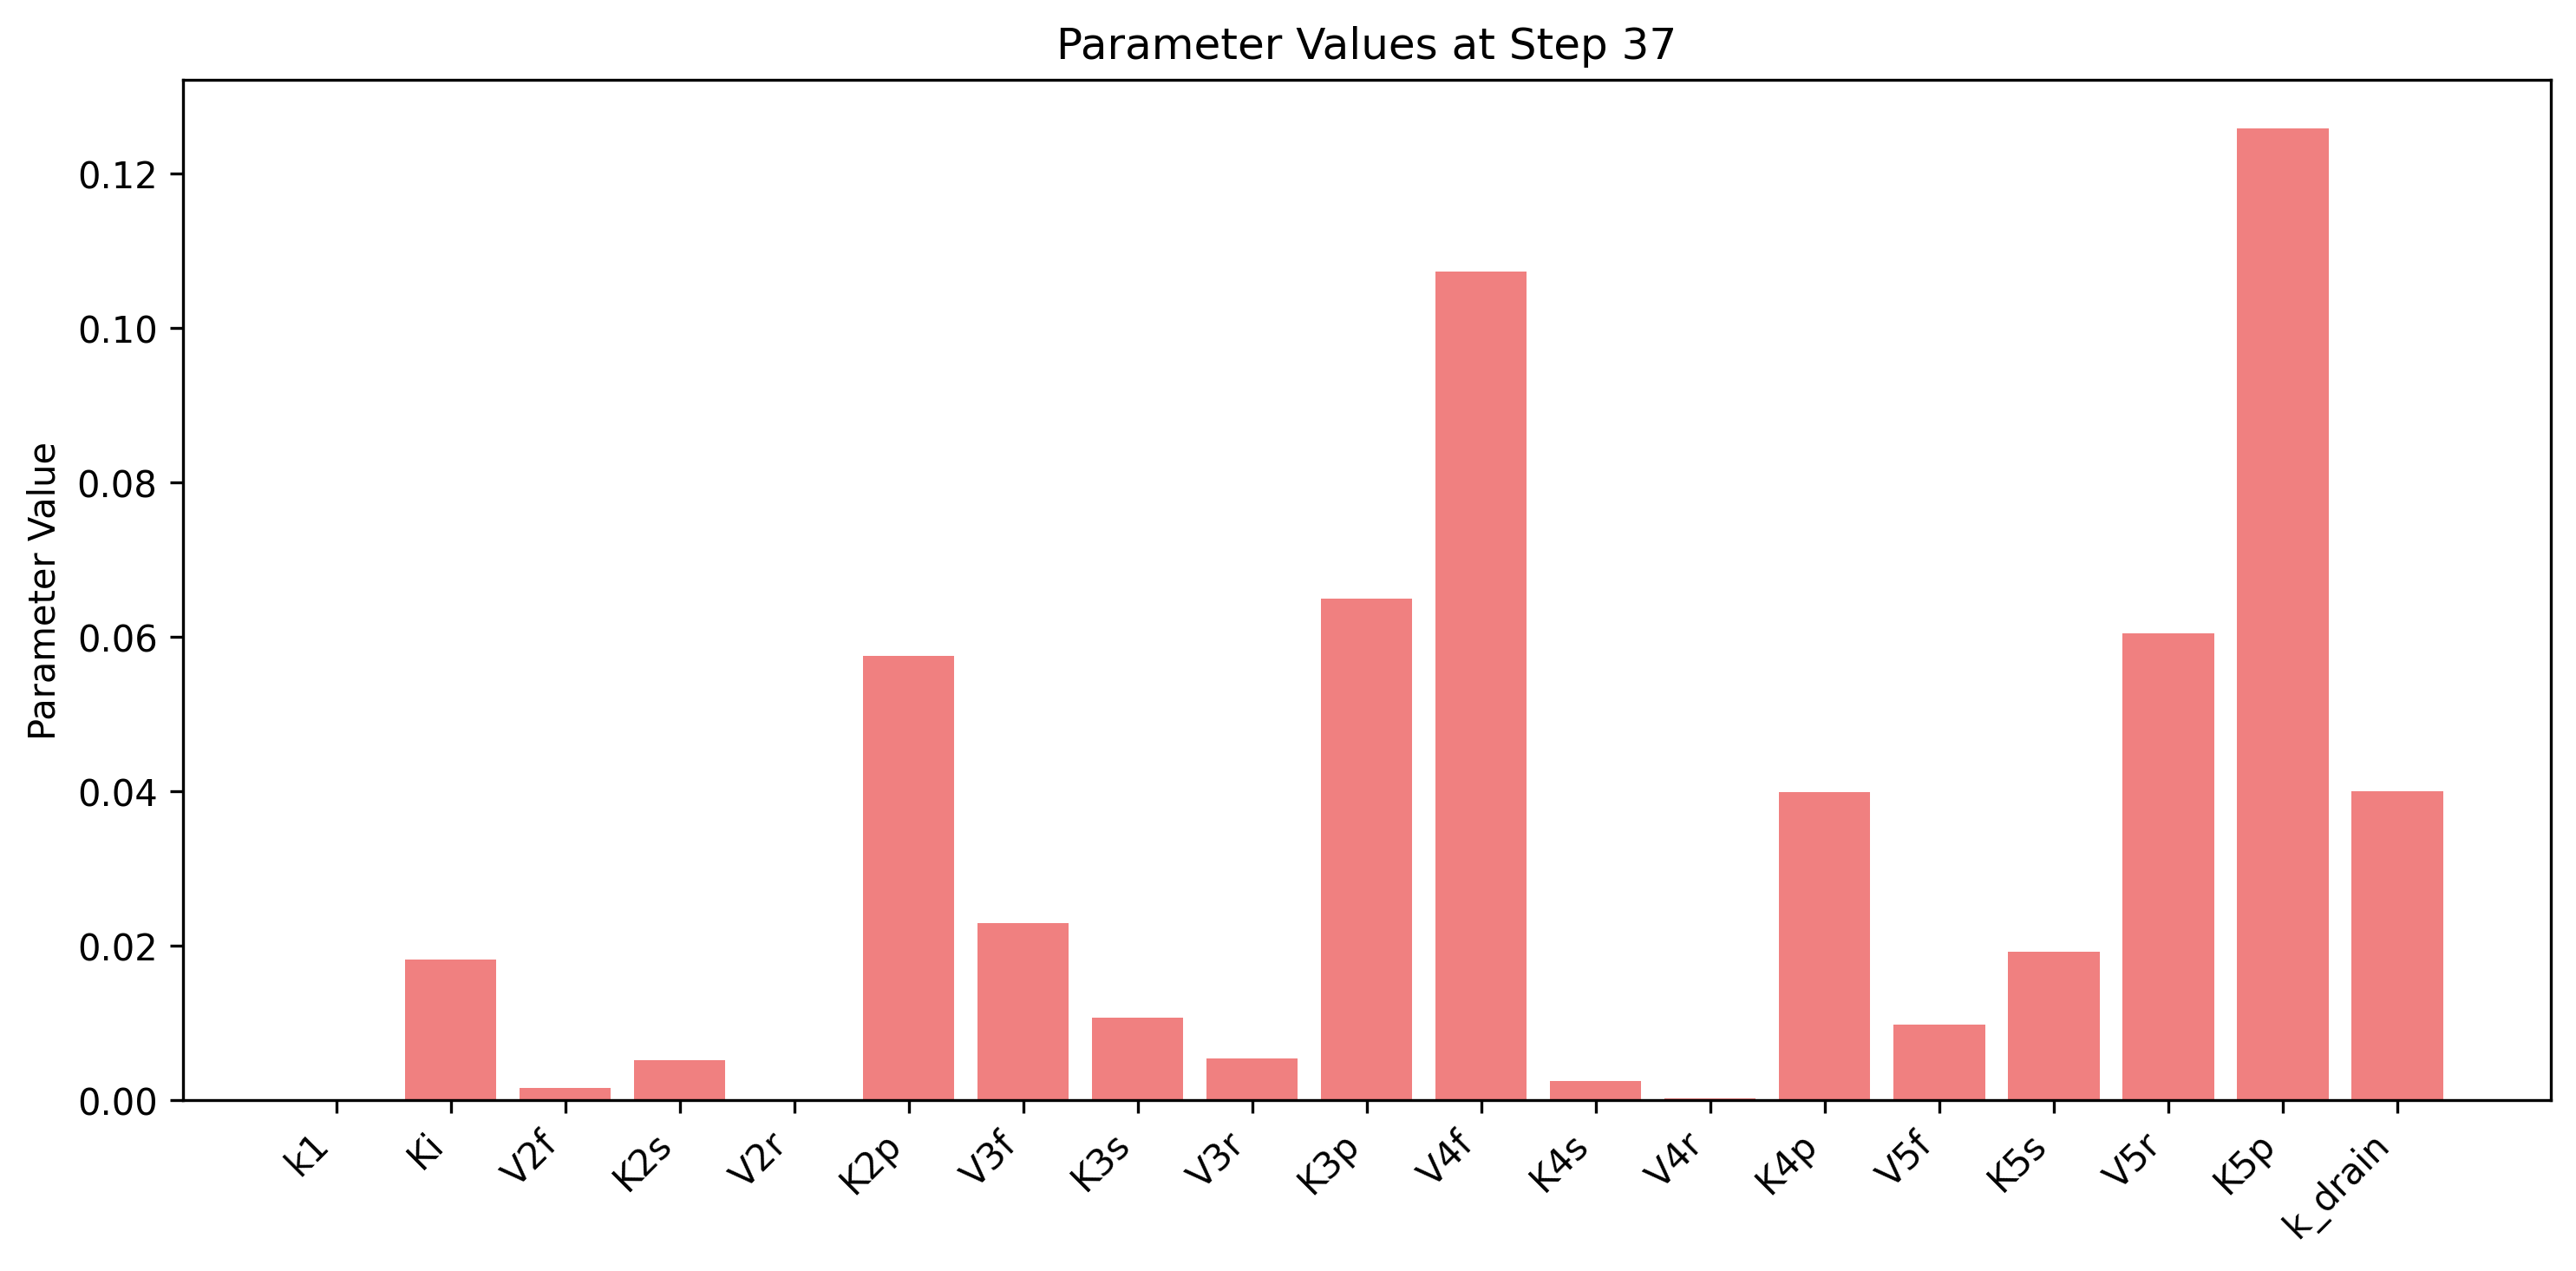 Parameter Values at Step 37
Parameter Value
0.12
0.10
0.08
0.06
0.04
0.02
0.00
k1
Ki
V2f
K2s
V2r
K2p
V3f
K3s
V3r
K3p
V4f
K4s
V4r
K4p
V5f
K5s
V5r
K5p
k_drain